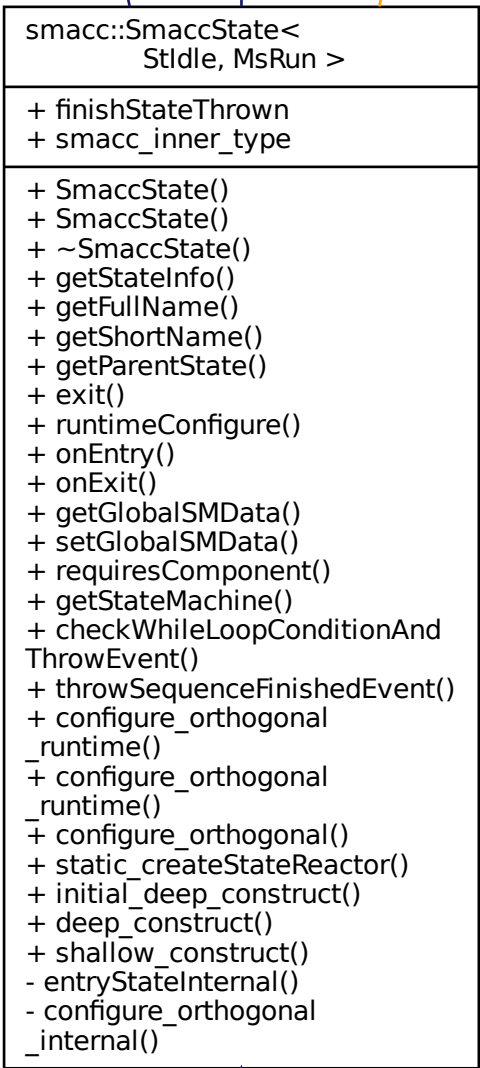 smacc::SmaccState<
StIdle, MsRun >
+ finishStateThrown
+ smacc_inner_type
+ SmaccState()
+ SmaccState()
+ ~SmaccState()
+ getStateInfo()
+ getFullName()
+ getShortName()
+ getParentState()
+ exit()
+ runtimeConfigure()
+ onEntry()
+ onExit()
+ getGlobalSMData()
+ setGlobalSMData()
+ requiresComponent()
+ getStateMachine()
+ checkWhileLoopConditionAnd
ThrowEvent()
+ throwSequenceFinishedEvent()
+ configure_orthogonal
_runtime()
+ configure_orthogonal
_runtime()
+ configure_orthogonal()
+ static_createStateReactor()
+ initial_deep_construct()
+ deep_construct()
+ shallow_construct()
- entryStateInternal()
- configure_orthogonal
_internal()